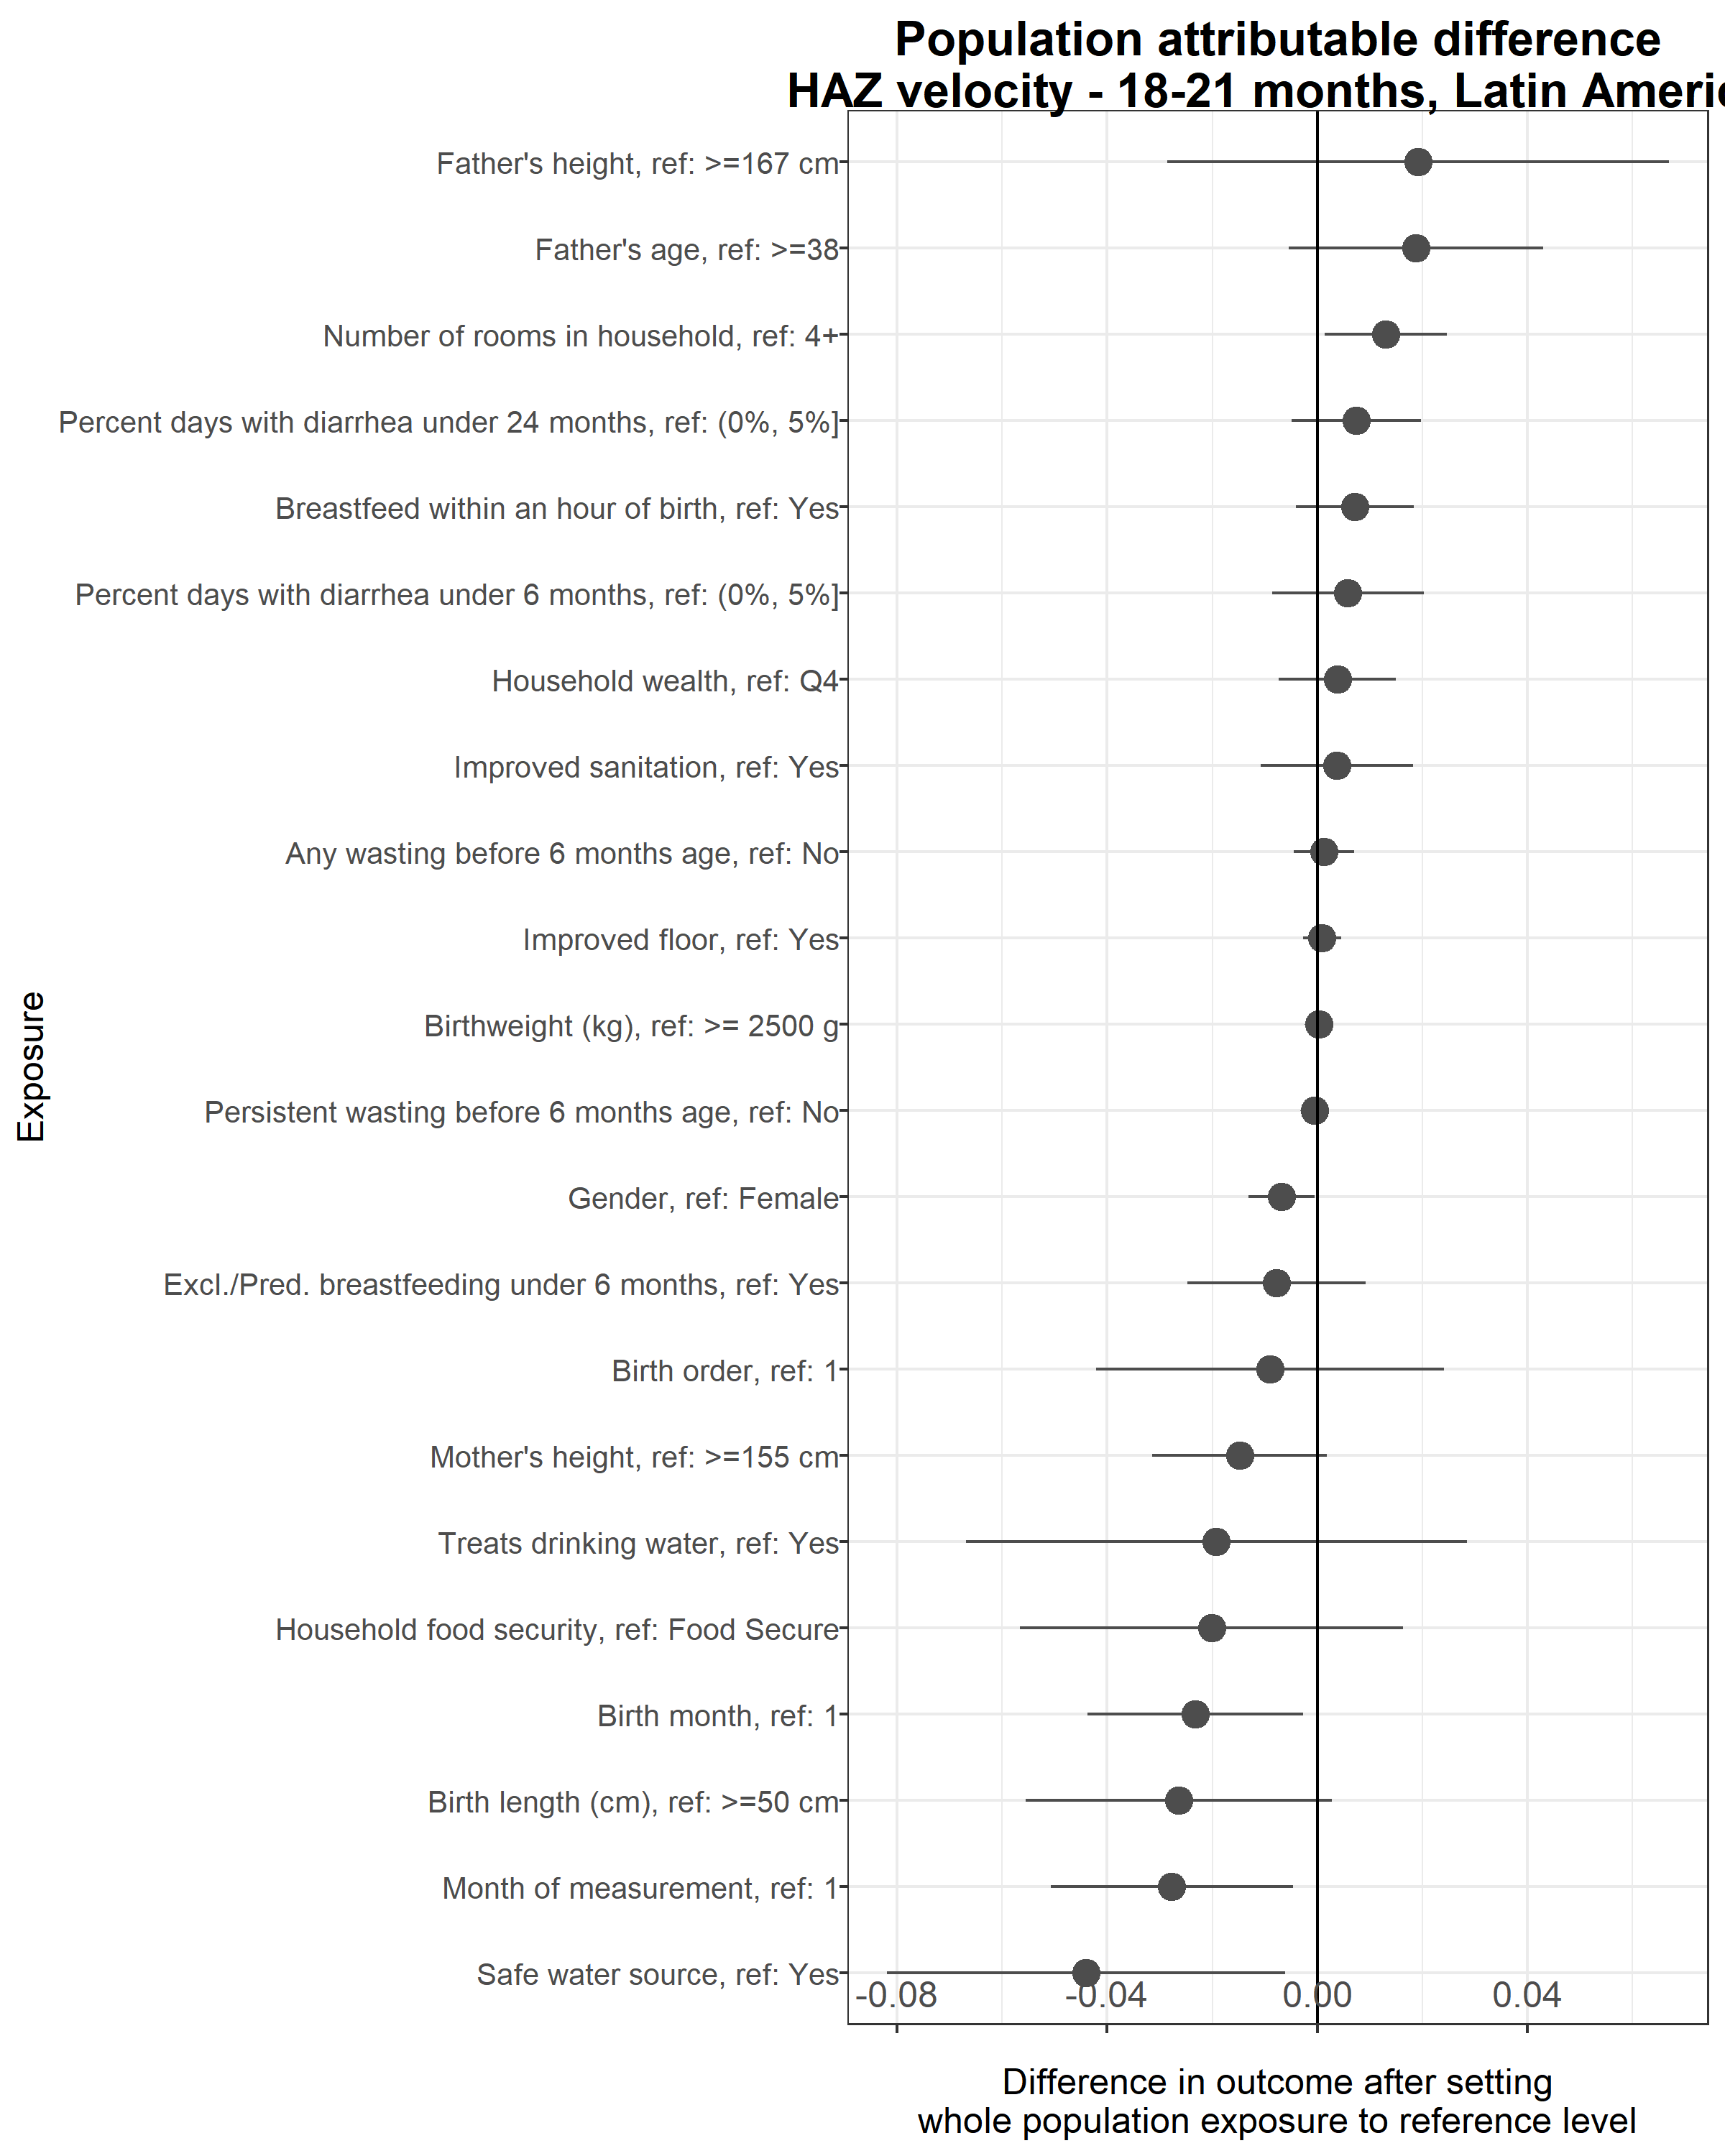 Population attributable difference
HAZ velocity - 18-21 months, Latin Americ
Father's height, ref: >=167 cm
Father's age, ref: >=38
Number of rooms in household, ref: 4+
Percent days with diarrhea under 24 months, ref: (0%, 5%]
Breastfeed within an hour of birth, ref: Yes
Percent days with diarrhea under 6 months, ref: (0%, 5%]
Household wealth, ref: Q4
Improved sanitation, ref: Yes
Any wasting before 6 months age, ref: No
Improved floor, ref: Yes
Birthweight (kg), ref: >= 2500 g
Persistent wasting before 6 months age, ref: No
Gender, ref: Female
Excl./Pred. breastfeeding under 6 months, ref: Yes
Birth order, ref: 1
Mother's height, ref: >=155 cm
Treats drinking water, ref: Yes
Household food security, ref: Food Secure
Birth month, ref: 1
Birth length (cm), ref: >=50 cm
Month of measurement, ref: 1
Safe water source, ref: Yes
Exposure
-0.08 -0.04 0.00 0.04
Difference in outcome after setting
whole population exposure to reference level